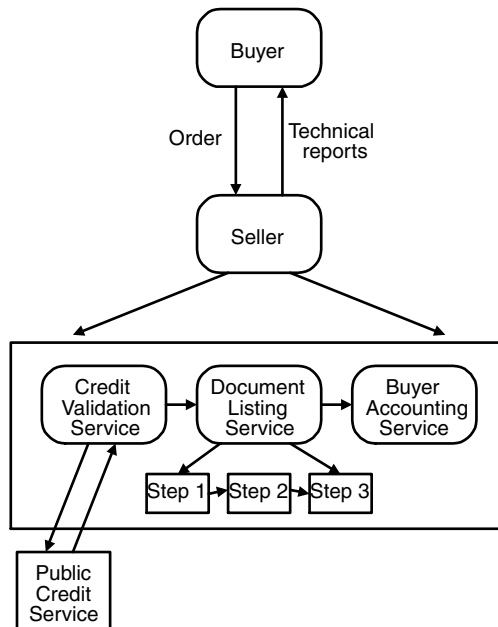 Buyer
Order
Technical
reports
Seller
Credit
Validation
Service
Document
Listing
Service
Buyer
Accounting
Service
Step 1
Step 2
Step 3
Public
Credit
Service